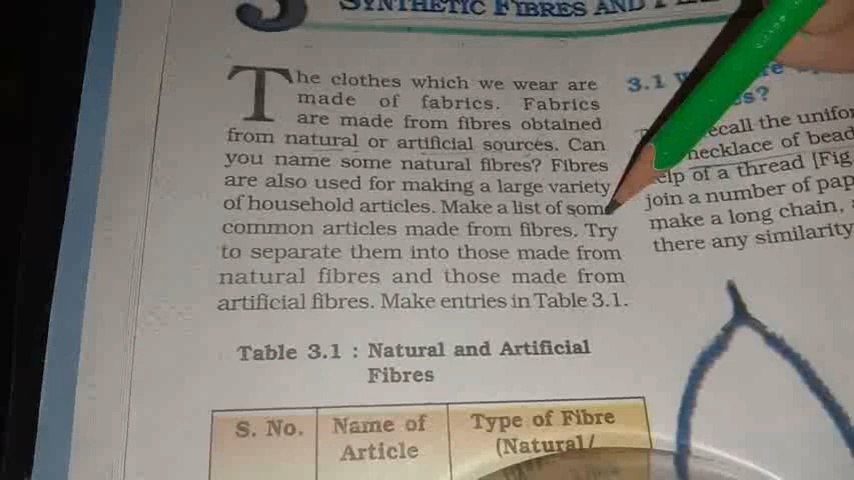 3
SYNTHETIC FIBRES AND
The clothes which we wear are
made of fabrics. Fabrics
are made from fibres obtained
from natural or artificial sources. Can
you name some natural fibres? Fibres
are also used for making a large variety
of household articles. Make a list of som
common articles made from fibres. Try
to separate them into those made from
natural fibres and those made from
artificial fibres. Make entries in Table 3.1.
Table 3.1 : Natural and Artificial
Fibres
S. No.
Name of
Article
Type of Fibre
(Natural/
3.1
ecall the unifor
necklace of bead
elp of a thread [Fig
join a number of pap
make a long chain,
there any similarity